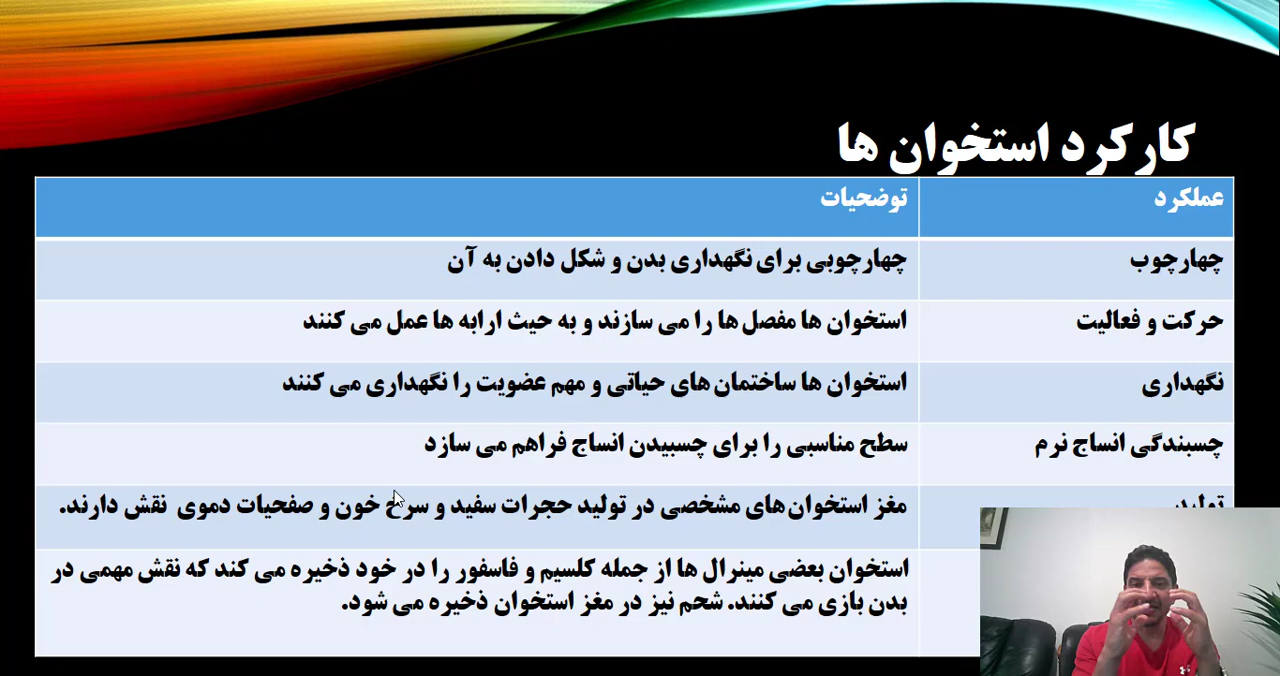 کارکرد استخوان ها
عملکرد
توضحیات
چهارچوب
چهارچوبی برای نگهداری بدن و شکل دادن به آن
حرکت و فعالیت
استخوان ها مفصل ها را می سازند و به حیث ارابه ها عمل می کنند
نگهداری
استخوان ها ساختمان های حیاتی و مهم عضویت را نگهداری می کنند
چسبندگی انساج نرم
سطح مناسبی را برای چسبیدن انساج فراهم می سازد
تولید
مغز استخوان های مشخصی در تولید حجرات سفید و سرخ خون و صفحیات دموی نقش دارند.
استخوان بعضی مینرال ها از جمله کلسیم و فاسفور را در خود ذخیره می کند که نقش مهمی در
بدن بازی می کنند. شحم نیز در مغز استخوان ذخیره می شود.